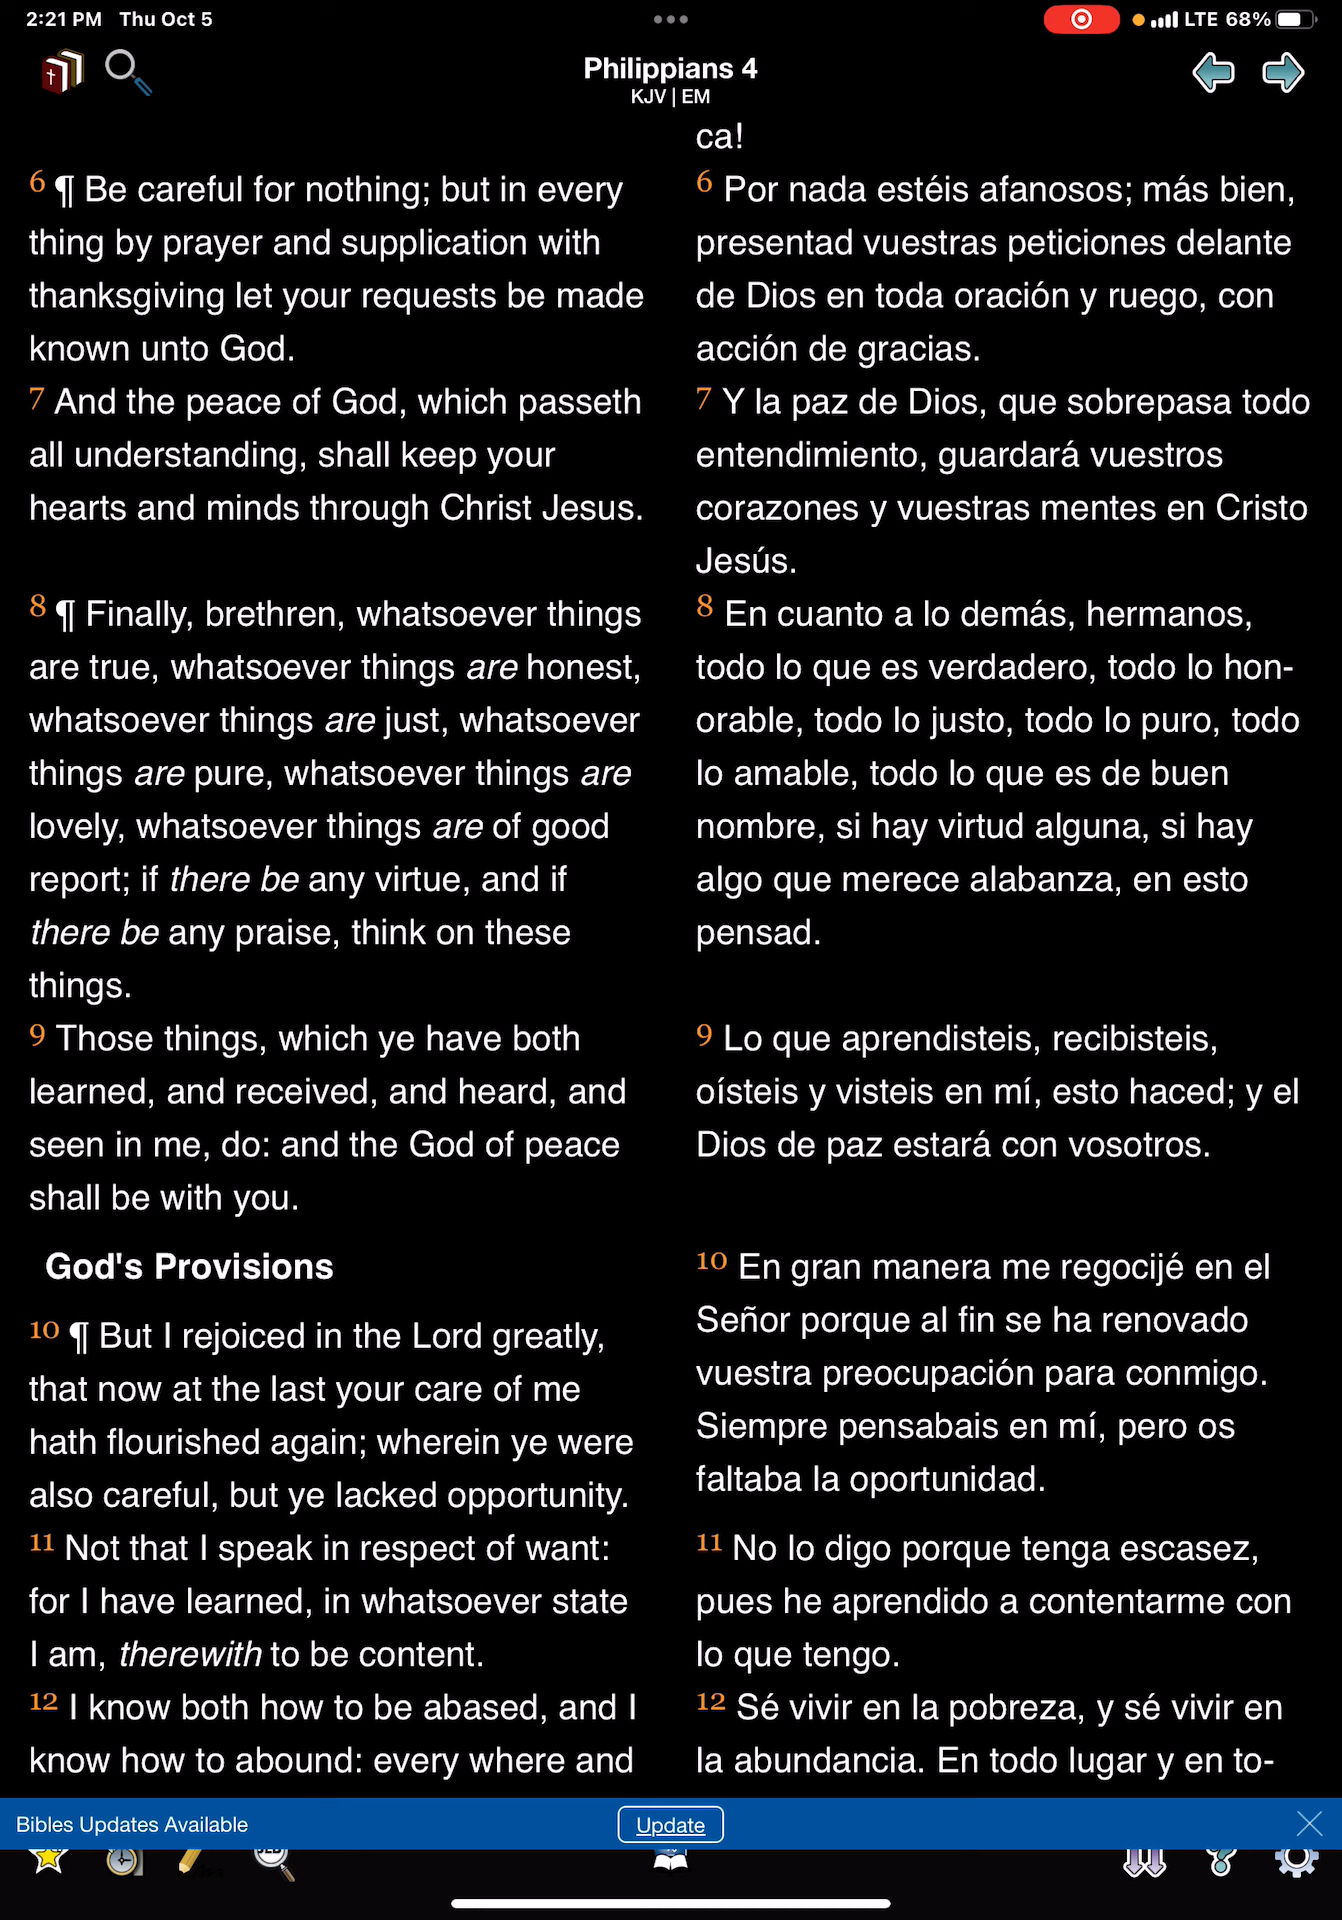 2:21 PM Thu Oct 5
LTE 68%
Philippians 4
KJV | EM
6 ¶ Be careful for nothing; but in every
thing by prayer and supplication with
thanksgiving let your requests be made
known unto God.
7 And the peace of God, which passeth
all understanding, shall keep your
hearts and minds through Christ Jesus.
8 ¶ Finally, brethren, whatsoever things
are true, whatsoever things are honest,
whatsoever things are just, whatsoever
things are pure, whatsoever things are
lovely, whatsoever things are of good
report; if there be any virtue, and if
there be any praise, think on these
things.
9 Those things, which ye have both
learned, and received, and heard, and
seen in me, do: and the God of peace
shall be with you.
God's Provisions
10 ¶ But I rejoiced in the Lord greatly,
that now at the last your care of me
hath flourished again; wherein ye were
also careful, but ye lacked opportunity.
11 Not that I speak in respect of want:
for I have learned, in whatsoever state
I am, therewith to be content.
12 I know both how to be abased, and I
know how to abound: every where and
ca!
6 Por nada estéis afanosos; más bien,
presentad vuestras peticiones delante
de Dios en toda oración y ruego, con
acción de gracias.
7 Y la paz de Dios, que sobrepasa todo
entendimiento, guardará vuestros
corazones y vuestras mentes en Cristo
Jesús.
8 En cuanto a lo demás, hermanos,
todo lo que es verdadero, todo lo hon-
orable, todo lo justo, todo lo puro, todo
lo amable, todo lo que es de buen
nombre, si hay virtud alguna, si hay
algo que merece alabanza, en esto
pensad.
9 Lo que aprendisteis, recibisteis,
oísteis y visteis en mí, esto haced; y el
Dios de paz estará con vosotros.
10 En gran manera me regocijé en el
Señor porque al fin se ha renovado
vuestra preocupación para conmigo.
Siempre pensabais en mí, pero os
faltaba la oportunidad.
11 No lo digo porque tenga escasez,
pues he aprendido a contentarme con
lo que tengo.
12 Sé vivir en la pobreza, y sé vivir en
la abundancia. En todo lugar y en to-
Bibles Updates Available
Update